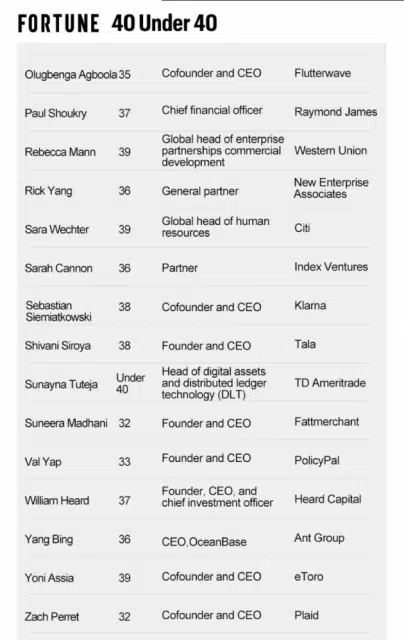 FORTUNE 40 Under 40
Olugbenga Agboola 35 Cofounder and CEO Flutterwave
Paul Shoukry 37 Chief financial officer Raymond James
Rebecca Mann 39 Global head of enterprise partnerships commercial development Western Union
Rick Yang 36 General partner New Enterprise Associates
Sara Wechter 39 Global head of human resources Citi
Sarah Cannon 36 Partner Index Ventures
Sebastian Siemiatkowski 38 Cofounder and CEO Klarna
Shivani Siroya 38 Founder and CEO Tala
Sunayna Tuteja Under 40 Head of digital assets and distributed ledger technology (DLT) TD Ameritrade
Suneera Madhani 32 Founder and CEO Fattmerchant
Val Yap 33 Founder and CEO PolicyPal
William Heard 37 Founder, CEO, and chief investment officer Heard Capital
Yang Bing 36 CEO,OceanBase Ant Group
Yoni Assia 39 Cofounder and CEO eToro
Zach Perret 32 Cofounder and CEO Plaid